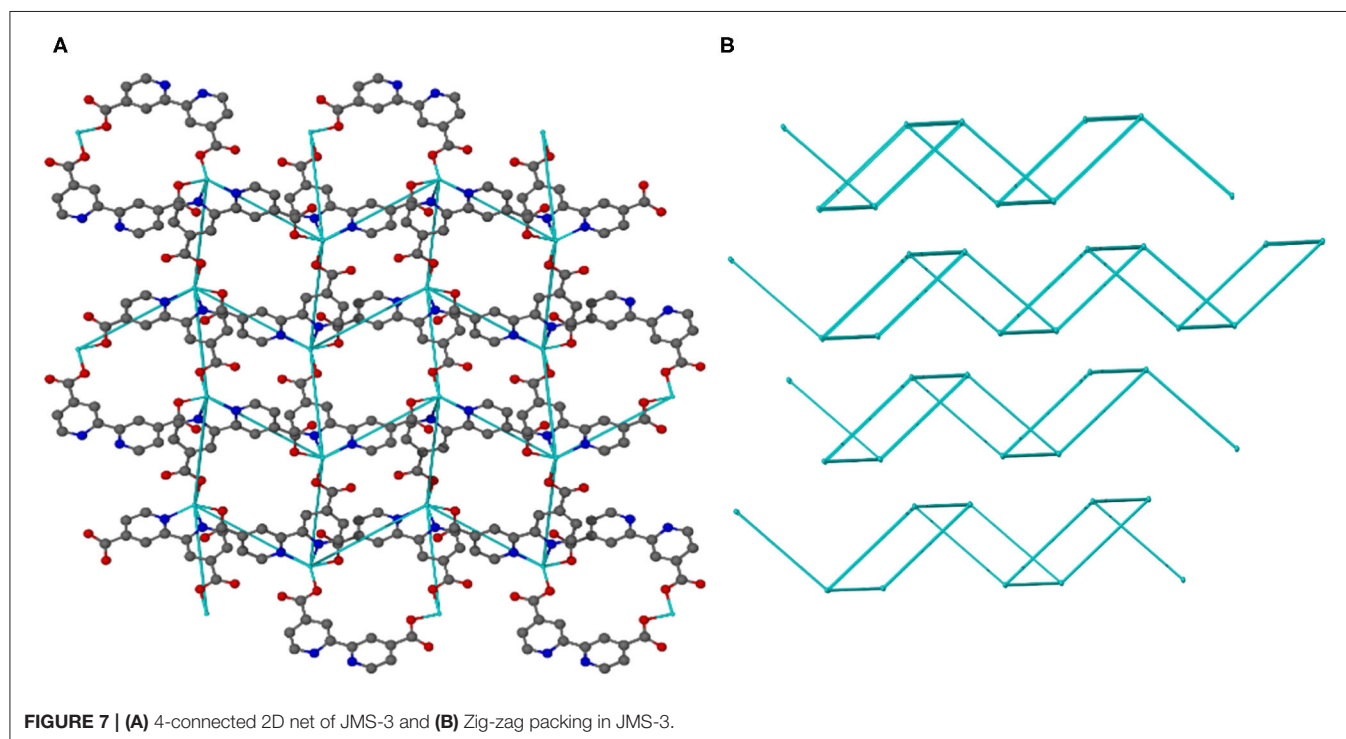 A
B
FIGURE 7 | (A) 4-connected 2D net of JMS-3 and (B) Zig-zag packing in JMS-3.